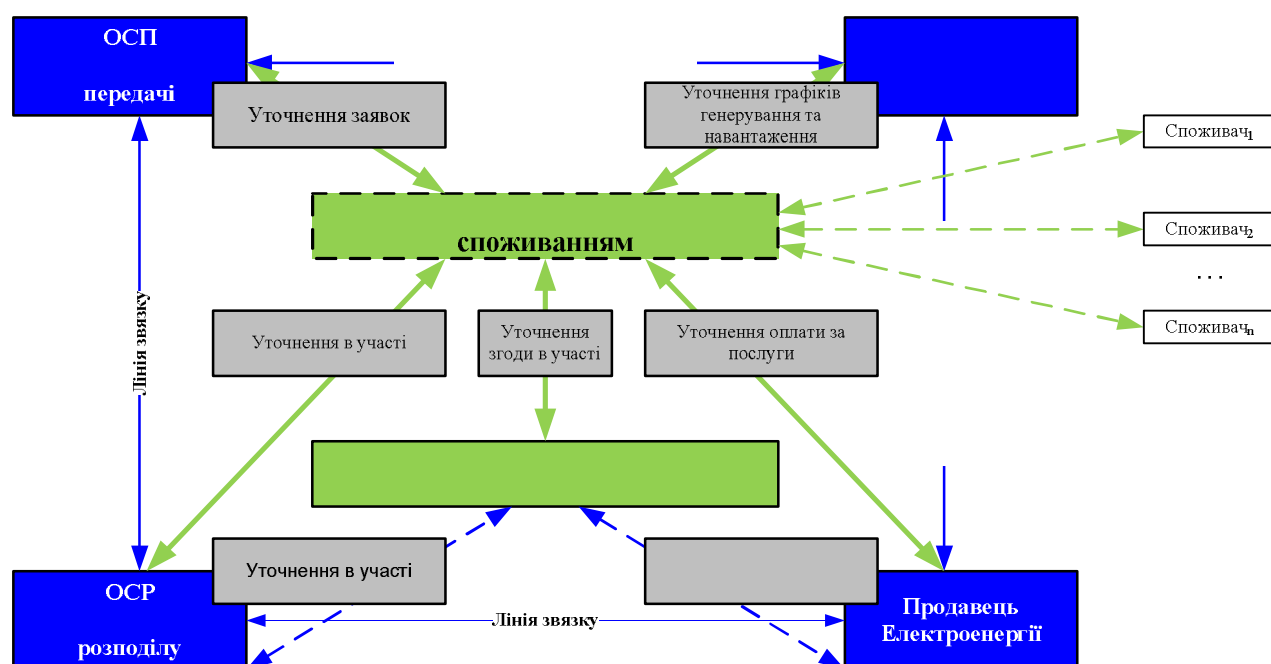 ОСП
передачі
Уточнення заявок
Уточнення графіків
генерування та
навантаження
Споживач1
споживанням
Споживач2
...
Лінія звязку
Уточнення в участі
Уточнення
згоди в участі
Уточнення оплати за
послуги
Споживачn
Уточнення в участі
ОСР
розподілу
Лінія звязку
Продавець
Електроенергії